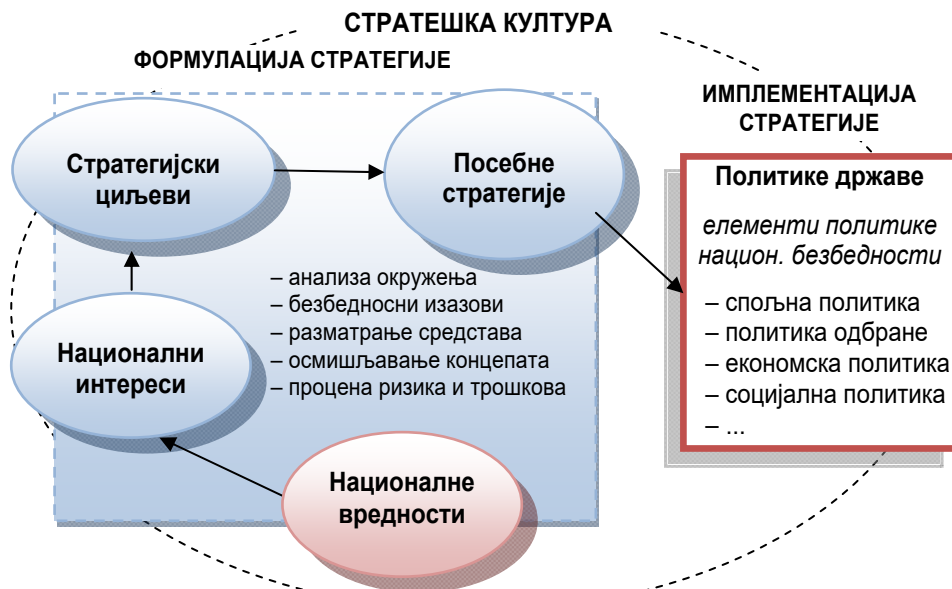 СТРАТЕШКА КУЛТУРА
ФОРМУЛАЦИЈА СТРАТЕГИЈЕ
ИМПЛЕМЕНТАЦИЈА
СТРАТЕГИЈЕ
Стратегијски
циљеви
Посебне
стратегије
Политике државе
елементи политике
национ. безбедности
– спољна политика
– политика одбране
– економска политика
– социјална политика
– ...
– анализа окружења
– безбедносни изазови
– разматрање средстава
– осмишљавање концепата
– процена ризика и трошкова
Национални
интереси
Националне
вредности